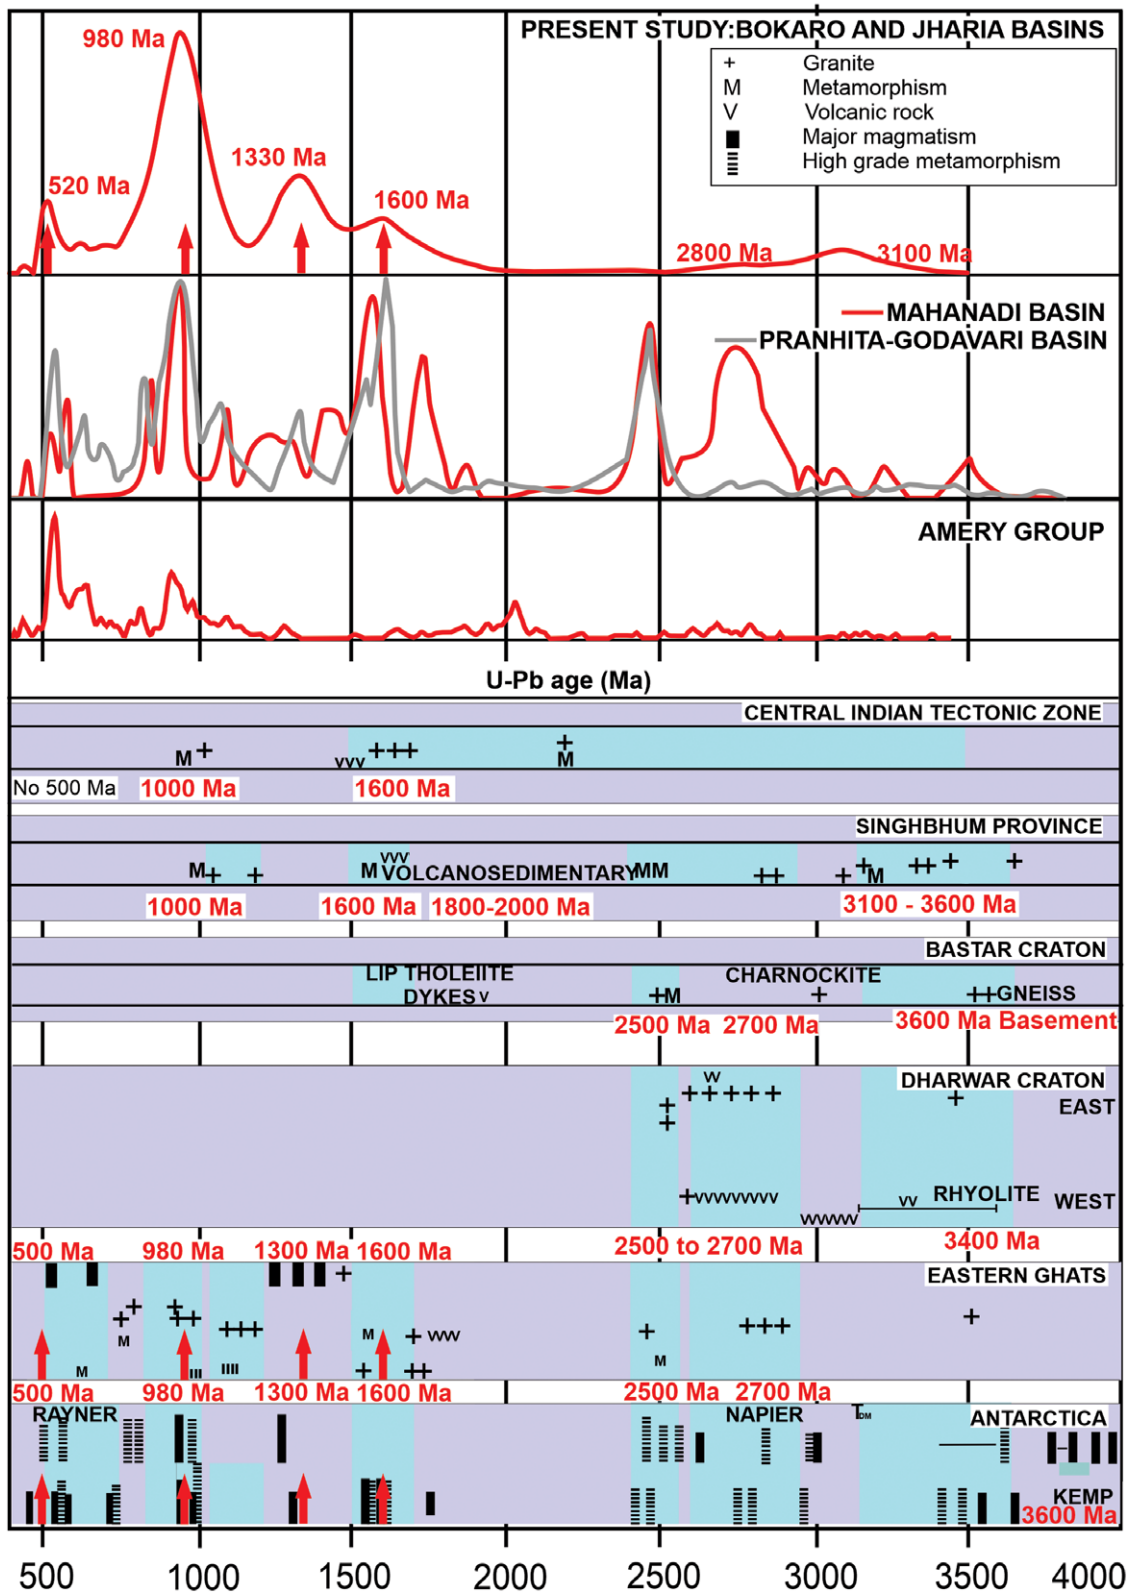 PRESENT STUDY:BOKARO AND JHARIA BASINS
980 Ma
+ Granite
M Metamorphism
V Volcanic rock
Major magmatism
High grade metamorphism
1330 Ma
520 Ma
1600 Ma
2800 Ma 3100 Ma
MAHANADI BASIN
PRANHITA-GODAVARI BASIN
AMERY GROUP
U-Pb age (Ma)
CENTRAL INDIAN TECTONIC ZONE
M + VVV + + + + M
No 500 Ma 1000 Ma 1600 Ma
SINGHBHUM PROVINCE
M + + M VVV VOLCANOSEDIMENTARY MM + + + + M + + + +
1000 Ma 1600 Ma 1800-2000 Ma 3100 - 3600 Ma
BASTAR CRATON
LIP THOLEIITE CHARNOCKITE
DYKES V + M + ++ GNEISS
2500 Ma 2700 Ma 3600 Ma Basement
VV DHARWAR CRATON
+ + + + + + + EAST
+
RHYOLITE
+VVVVVVVVV VV WEST
VVVVVV
500 Ma 980 Ma 1300 Ma 1600 Ma 2500 to 2700 Ma 3400 Ma
EASTERN GHATS
M M VVV M
M
500 Ma 980 Ma 1300 Ma 1600 Ma 2500 Ma 2700 Ma
RAYNER NAPIER TDM ANTARCTICA
KEMP
3600 Ma
500 1000 1500 2000 2500 3000 3500 4000